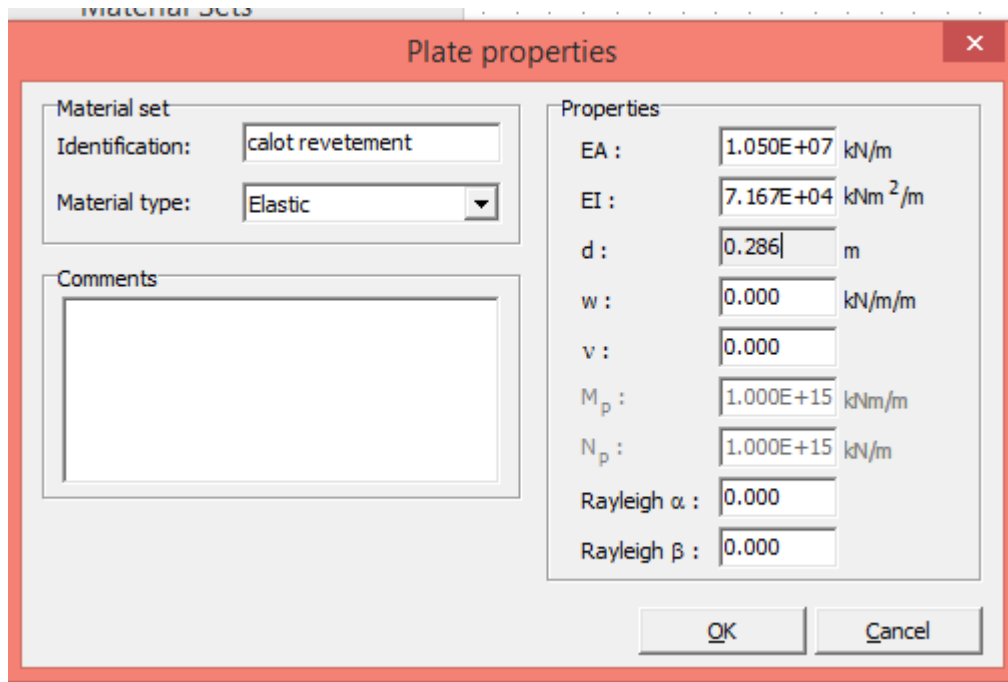 Material Sets
Plate properties
Material set
Identification: calot revetement
Material type: Elastic
Comments
Properties
EA : 1.050E+07 kN/m
EI : 7.167E+04 kNm 2/m
d : 0.286 m
w : 0.000 kN/m/m
ν : 0.000
Mp : 1.000E+15 kNm/m
Np : 1.000E+15 kN/m
Rayleigh α : 0.000
Rayleigh β : 0.000
OK Cancel